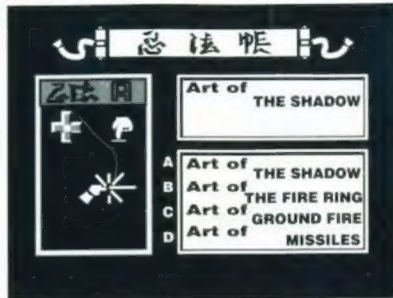 忍法帳
Art of
THE SHADOW
A Art of
THE SHADOW
B Art of
THE FIRE RING
C Art of
GROUND FIRE
D Art of
MISSILES